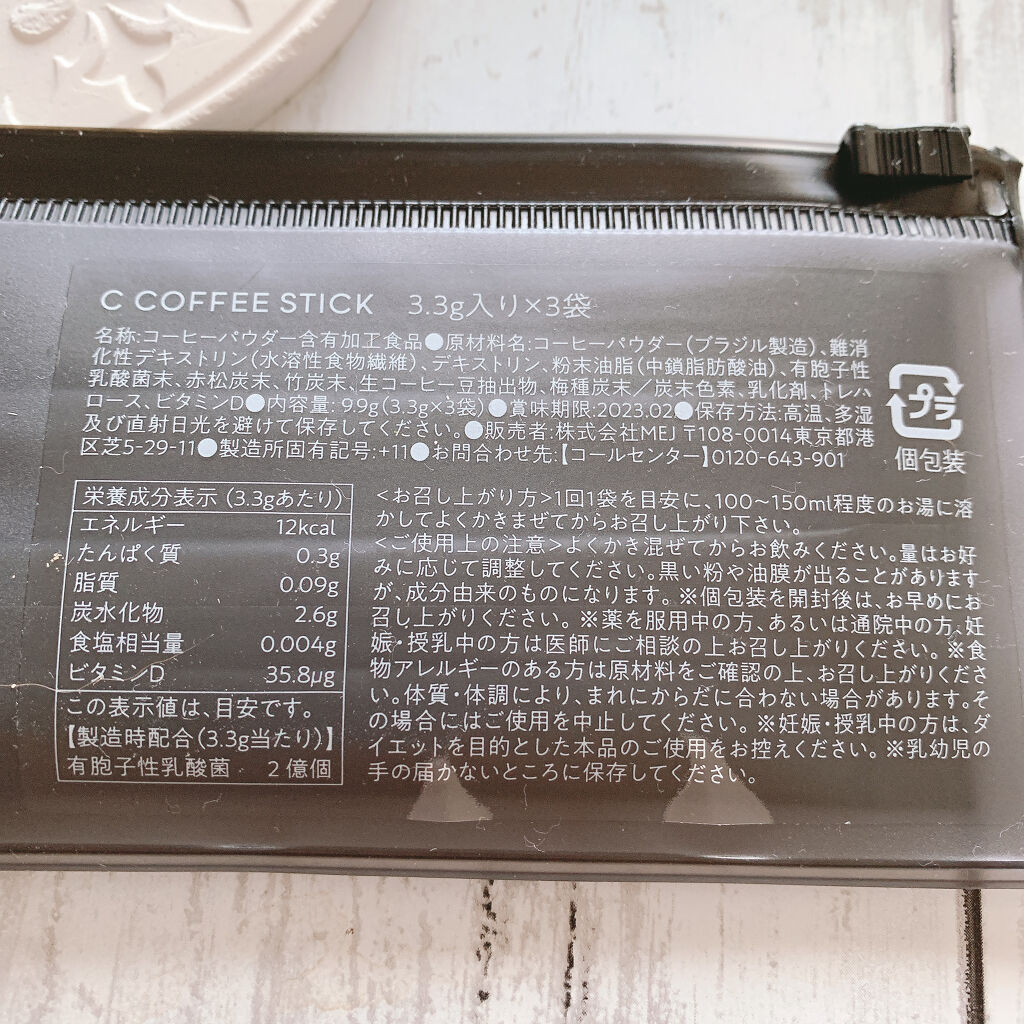 C COFFEE STICK 3.3g入り×3袋
名称:コーヒーパウダー含有加工食品●原材料名:コーヒーパウダー(ブラジル製造)、難消
化性デキストリン(水溶性食物繊維)、デキストリン、粉末油脂(中鎖脂肪酸油)、有胞子性
乳酸菌末、赤松炭末、竹炭末、生コーヒー豆抽出物、梅種炭末/炭末色素、乳化剤、トレハ
ロース、ビタミンD●内容量:9.9g(3.3g×3袋)●賞味期限:2023.02●保存方法:高温、多湿
及び直射日光を避けて保存してください。●販売者:株式会社MEJ 〒108-0014東京都港
区芝5-29-11●製造所固有記号:+11●お問合わせ先:【コールセンター】0120-643-901
プラ
個包装
栄養成分表示(3.3gあたり)
エネルギー 12kcal
たんぱく質 0.3g
脂質 0.09g
炭水化物 2.6g
食塩相当量 0.004g
ビタミンD 35.8μg
この表示値は、目安です。
【製造時配合(3.3g当たり)】
有胞子性乳酸菌 2億個
<お召し上がり方>1回1袋を目安に、100~150ml程度のお湯に溶
かしてよくかきまぜてからお召し上がり下さい。
<ご使用上の注意>よくかき混ぜてからお飲みください。量はお好
みに応じて調整してください。黒い粉や油膜が出ることがあります
が、成分由来のものになります。※個包装を開封後は、お早めにお
召し上がりください。※薬を服用中の方、あるいは通院中の方、妊
娠・授乳中の方は医師にご相談の上お召し上がりください。※食
物アレルギーのある方は原材料をご確認の上、お召し上がりくださ
い。体質・体調により、まれにからだに合わない場合があります。そ
の場合にはご使用を中止してください。※妊娠・授乳中の方は、ダ
イエットを目的とした本品のご使用をお控えください。※乳幼児の
手の届かないところに保存してください。